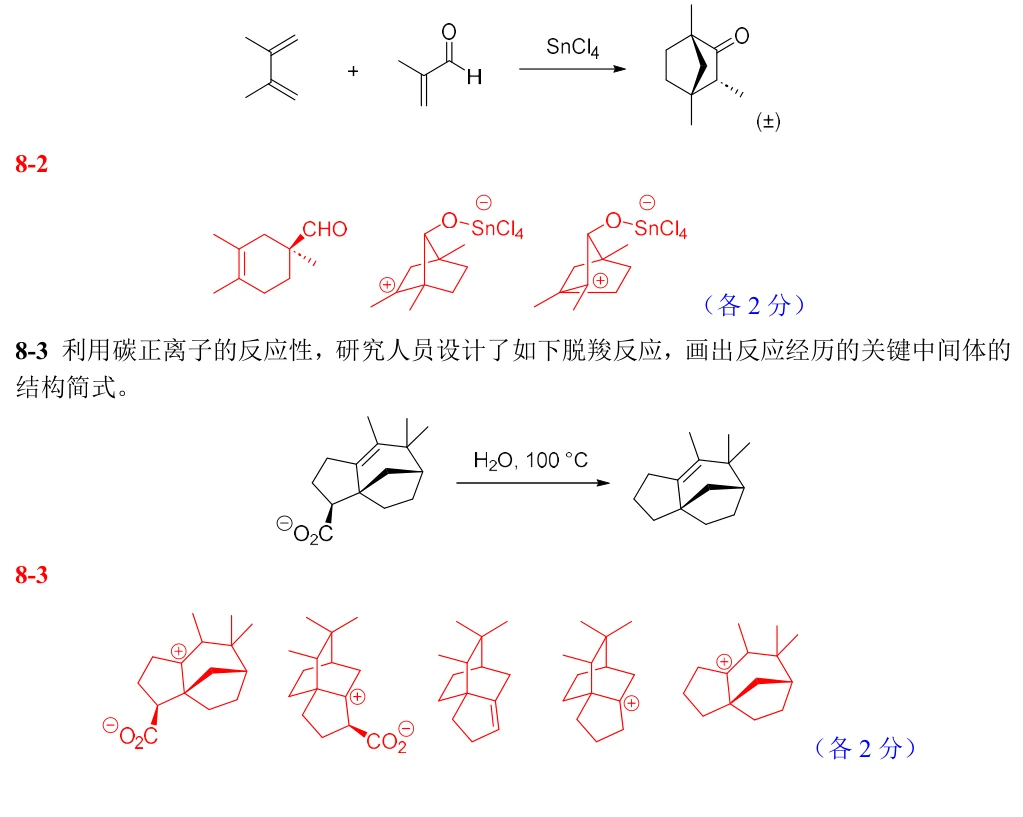 O
O
SnCl4
+
H
(±)
8-2
⊖
⊖
CHO
O
SnCl4
O
SnCl4
⊕
⊕
（各 2 分）
8-3 利用碳正离子的反应性，研究人员设计了如下脱羧反应，画出反应经历的关键中间体的
结构简式。
H2O, 100 °C
⊖
O2C
8-3
⊕
⊕
⊕
⊕
⊖
O2C
CO2
⊖
（各 2 分）